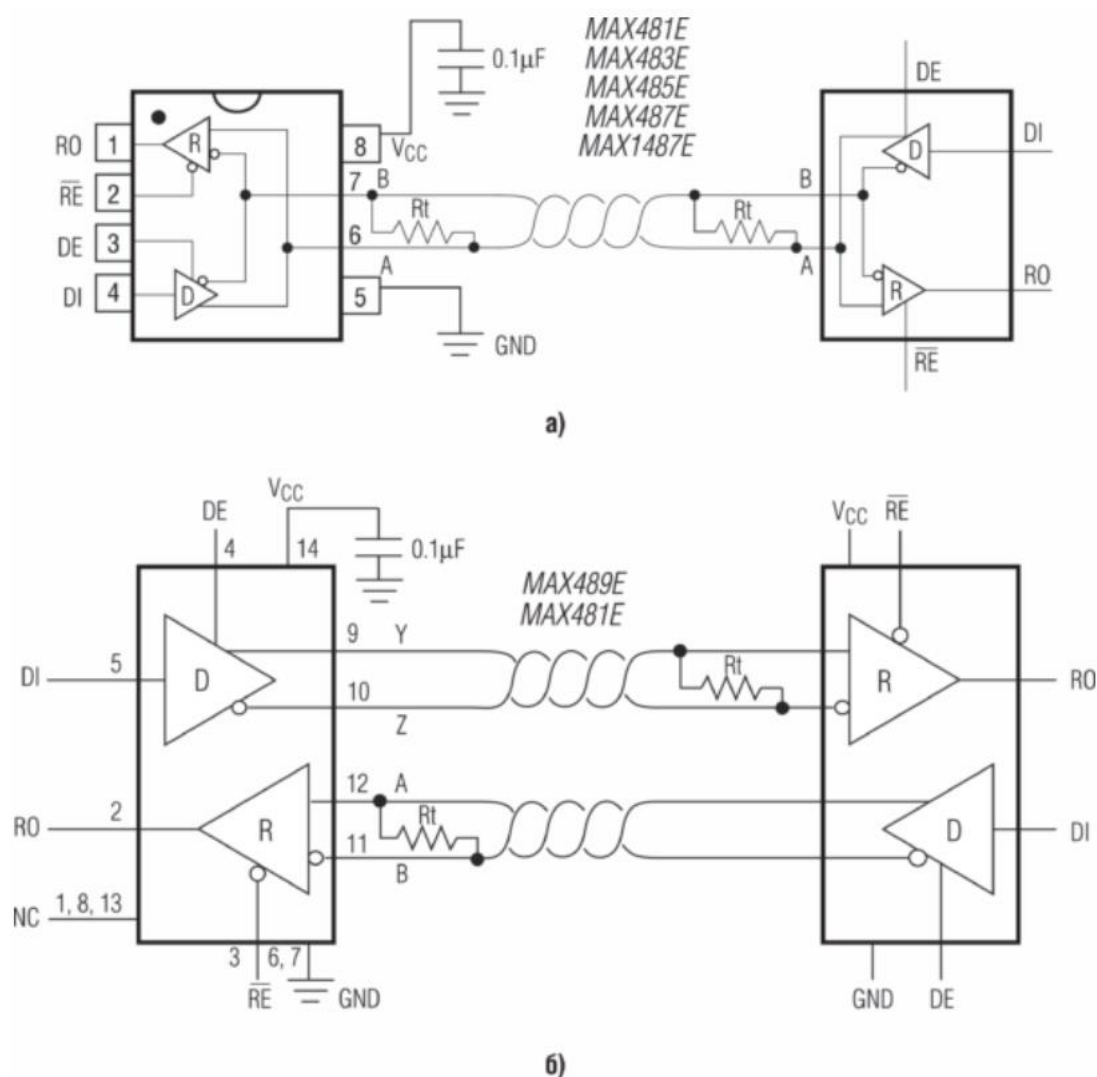 MAX481E
MAX483E
MAX485E
MAX487E
MAX1487E
0.1µF
DE
RO 1
R
8 VCC
D
DI
RE 2
7 B
B
Rt
Rt
DE 3
6
A
A
DI 4
D
5
R
RO
GND
RE
а)
VCC
DE
4
14
0.1µF
VCC RE
MAX489E
MAX481E
9 Y
DI 5
D
Rt
R
RO
10
Z
12 A
RO 2
R
Rt
D
DI
11
B
NC 1, 8, 13
3 6, 7
RE
GND
GND DE
б)